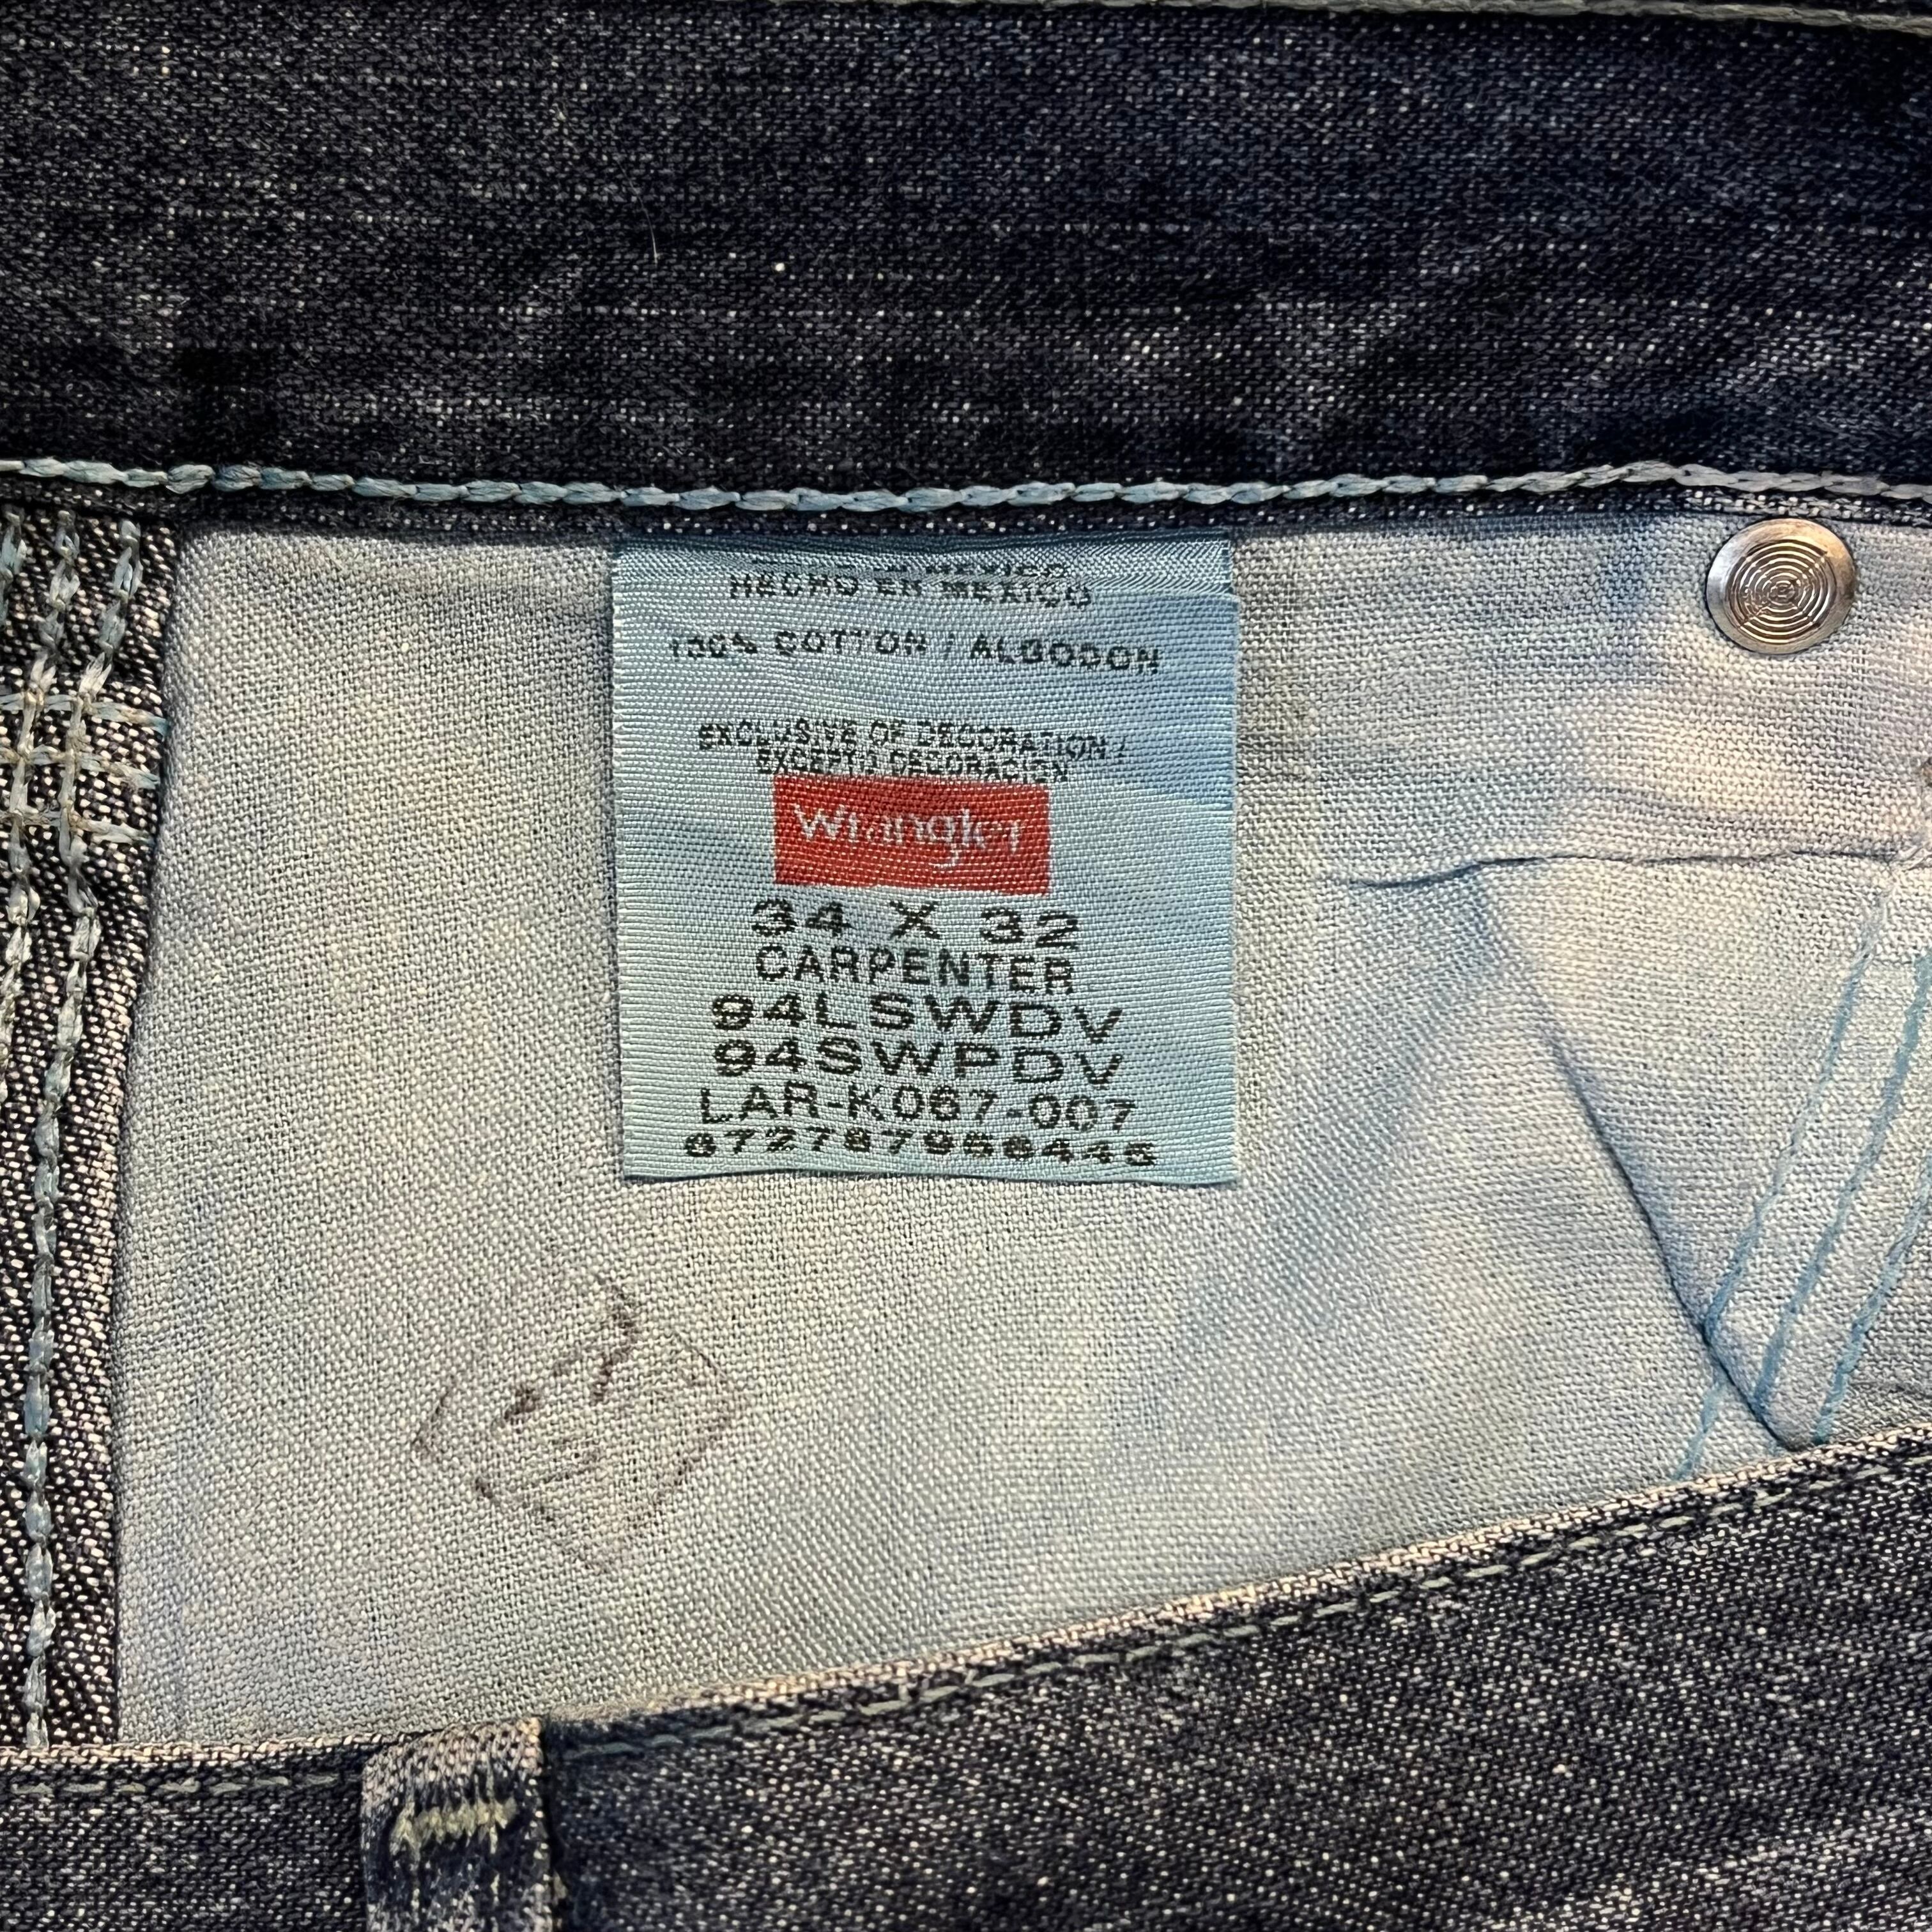 HECHO EN MEXICO
100% COTTON / ALGODON
EXCLUSIVE OF DECORATION /
EXCEPTO DECORACION
Wrangler
34 X 32
CARPENTER
94LSWDV
94SWPDV
LAR-K067-007